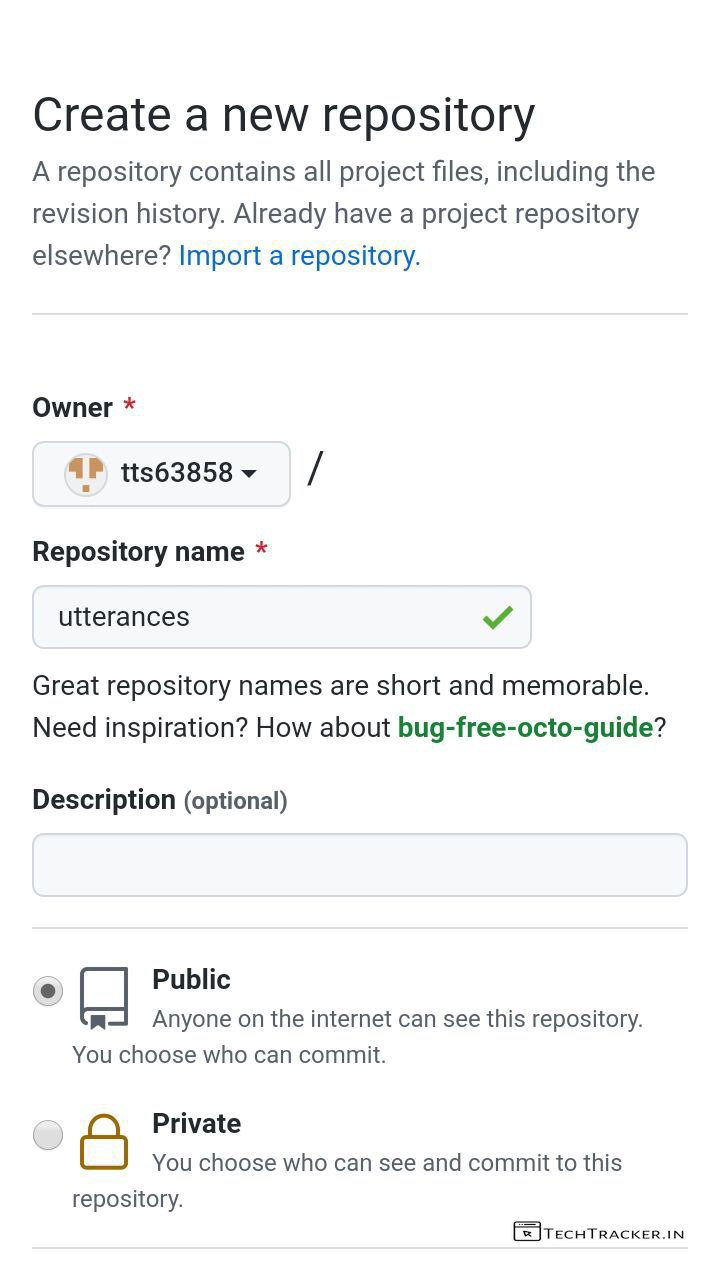 Create a new repository
A repository contains all project files, including the
revision history. Already have a project repository
elsewhere? Import a repository.
Owner *
tts63858 /
Repository name *
utterances
Great repository names are short and memorable.
Need inspiration? How about bug-free-octo-guide?
Description (optional)
Public
Anyone on the internet can see this repository.
You choose who can commit.
Private
You choose who can see and commit to this
repository.
TECHTRACKER.IN